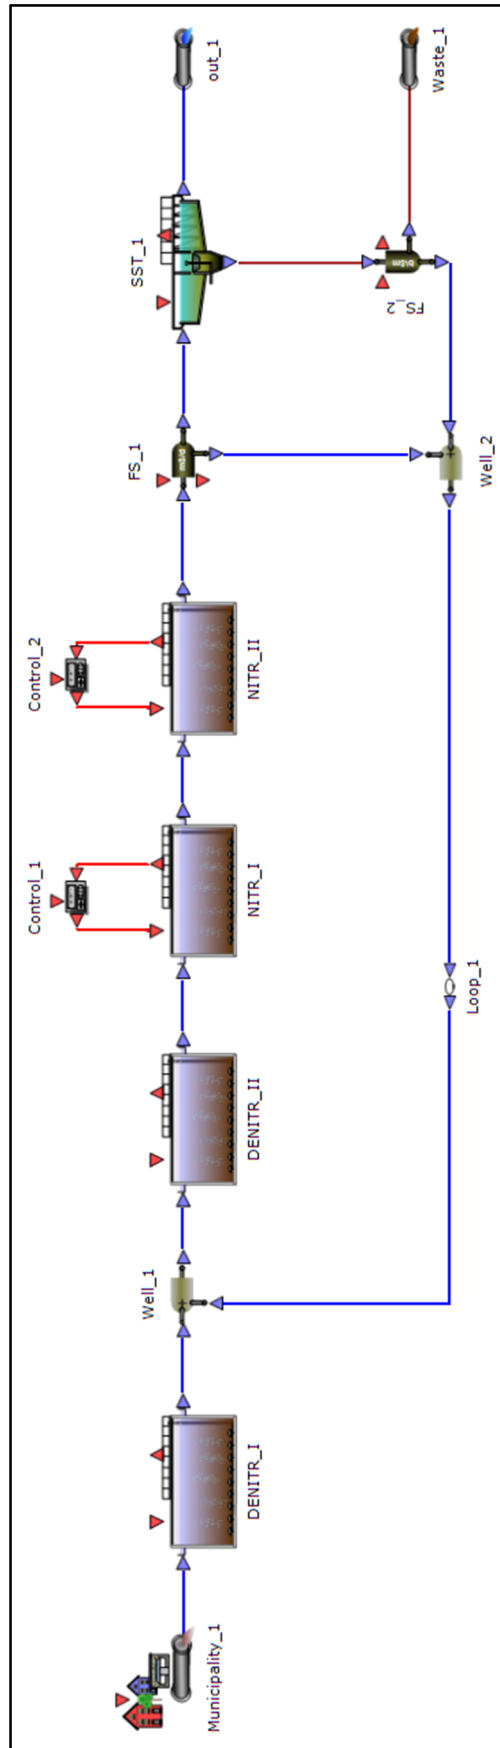 Municipality_1
DENITR_I
Well_1
DENITR_II
Control_1
NITR_I
Control_2
NITR_II
FS_1
SST_1
out_1
Loop_1
Well_2
FS_2
Waste_1